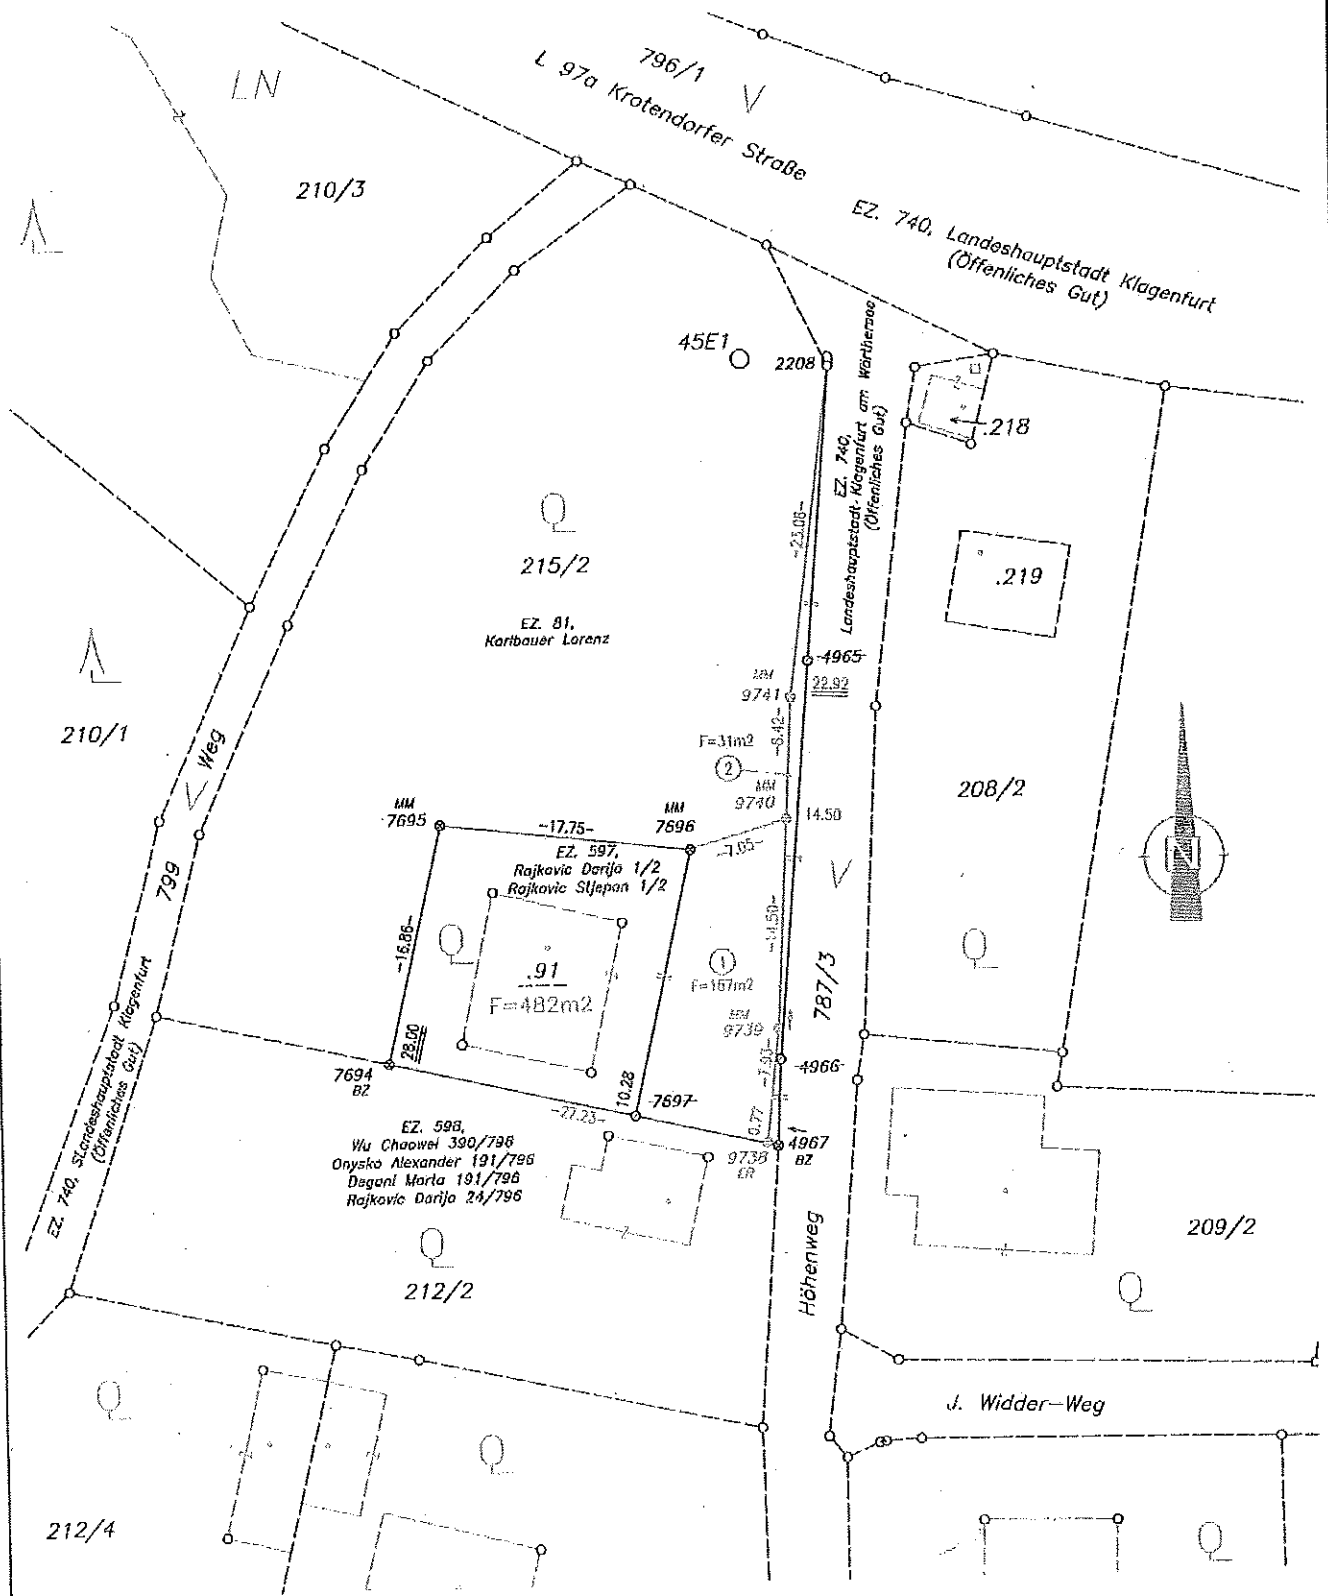 LN
796/1
V
L 97a Krotendorfer Straße
210/3
EZ. 740, Landeshauptstadt Klagenfurt
(Öffenliches Gut)
45E1
2208
EZ. 740,
Landeshauptstadt-Klagenfurt am Wörthersee
(Öffenliches Gut)
.218
-23.06-
215/2
.219
EZ. 81,
Karlbauer Lorenz
-4965-
MM
9741
22.92
210/1
Weg
V
-6.42-
F=31m2
2
MM
9740
14.50
208/2
MM
7695
-17.75-
MM
7696
-7.05-
EZ. 597,
Rajkovic Darijo 1/2
Rajkovic Stjepan 1/2
V
N
799
-16.86-
-14.50-
.91
F=482m2
1
F=167m2
787/3
MM
9739
28.00
-7.93-
-4966-
7694
BZ
10.28
-7697-
-27.23-
0.77
4967
BZ
9738
ER
EZ. 740, SLandeshauptstadt Klagenfurt
(Öffenliches Gut)
EZ. 598,
Wu Chaowei 390/796
Onysko Alexander 191/796
Degani Marta 191/796
Rajkovic Darijo 24/796
Höhenweg
209/2
212/2
J. Widder-Weg
212/4